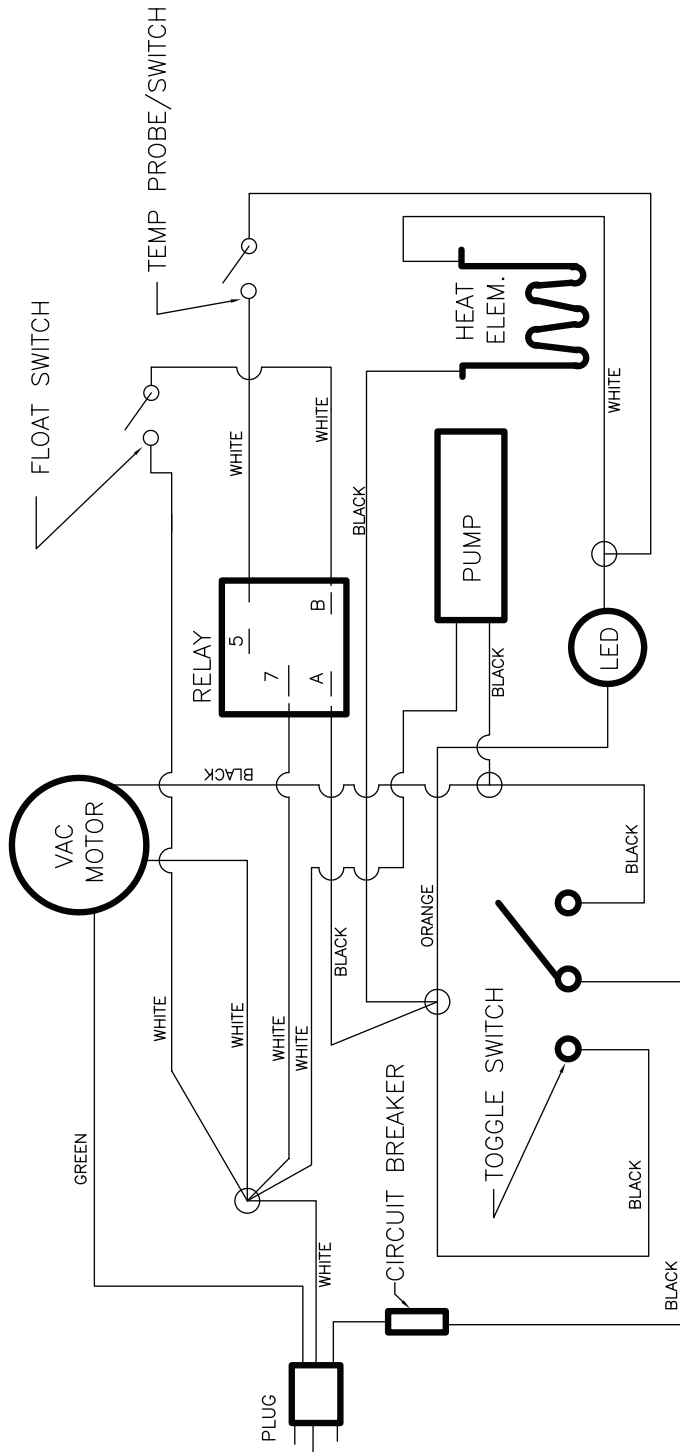 FLOAT SWITCH
TEMP PROBE/SWITCH
VAC
MOTOR
RELAY
5
7
A
B
WHITE
WHITE
BLACK
HEAT
ELEM.
PUMP
BLACK
WHITE
LED
BLACK
GREEN
WHITE
WHITE
WHITE
WHITE
BLACK
ORANGE
WHITE
PLUG
CIRCUIT BREAKER
TOGGLE SWITCH
BLACK
BLACK
BLACK